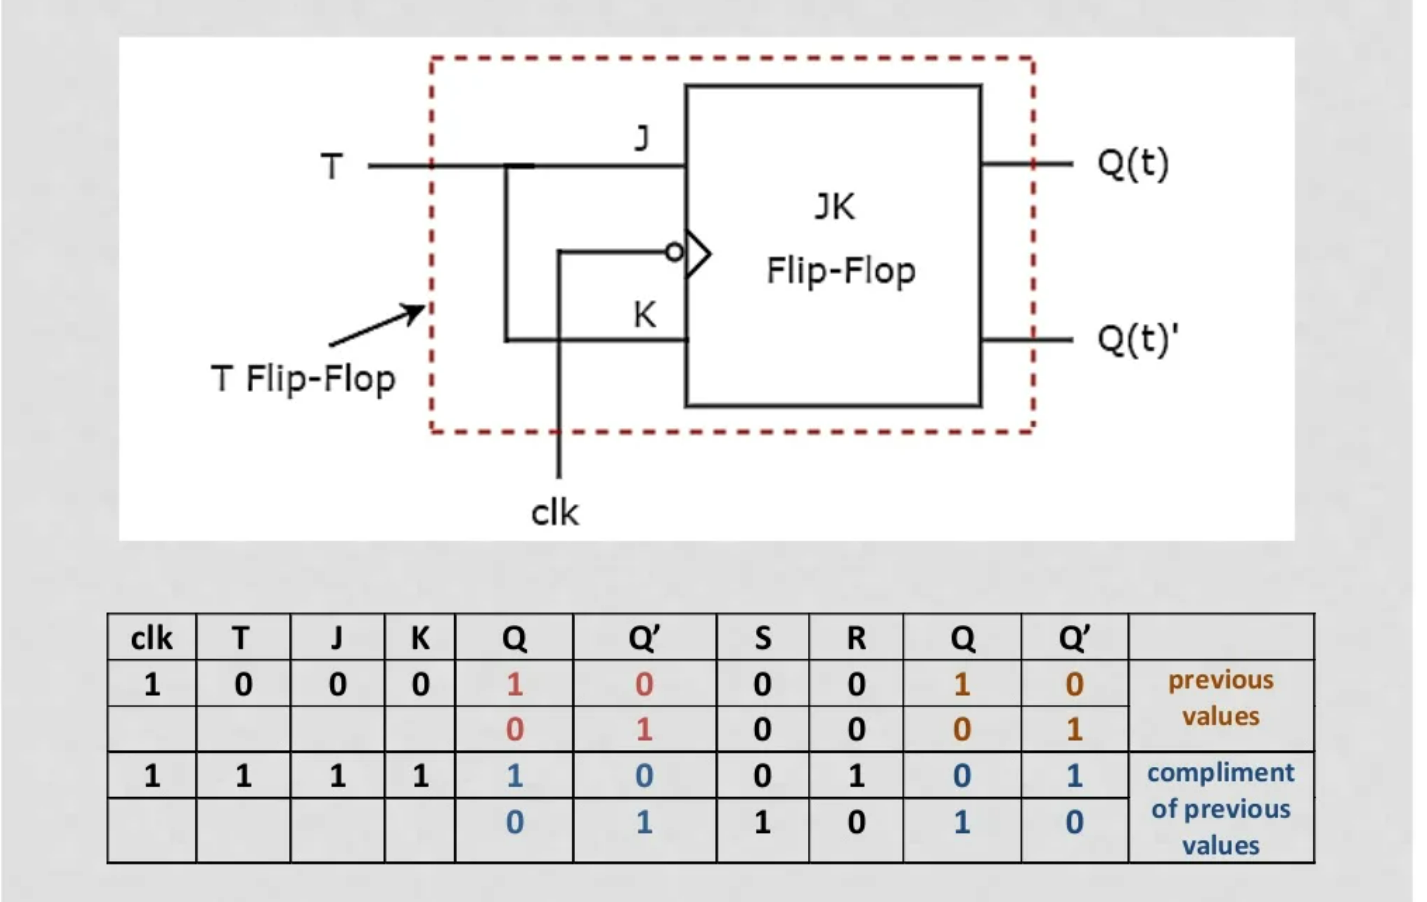 T
J
JK
Flip-Flop
K
Q(t)
Q(t)'
T Flip-Flop
clk
clk T J K Q Q’ S R Q Q’
1 0 0 0 1 0 0 0 1 0 previous
values
0 1 0 0 0 1
1 1 1 1 1 0 0 1 0 1 compliment
of previous
values
0 1 1 0 1 0